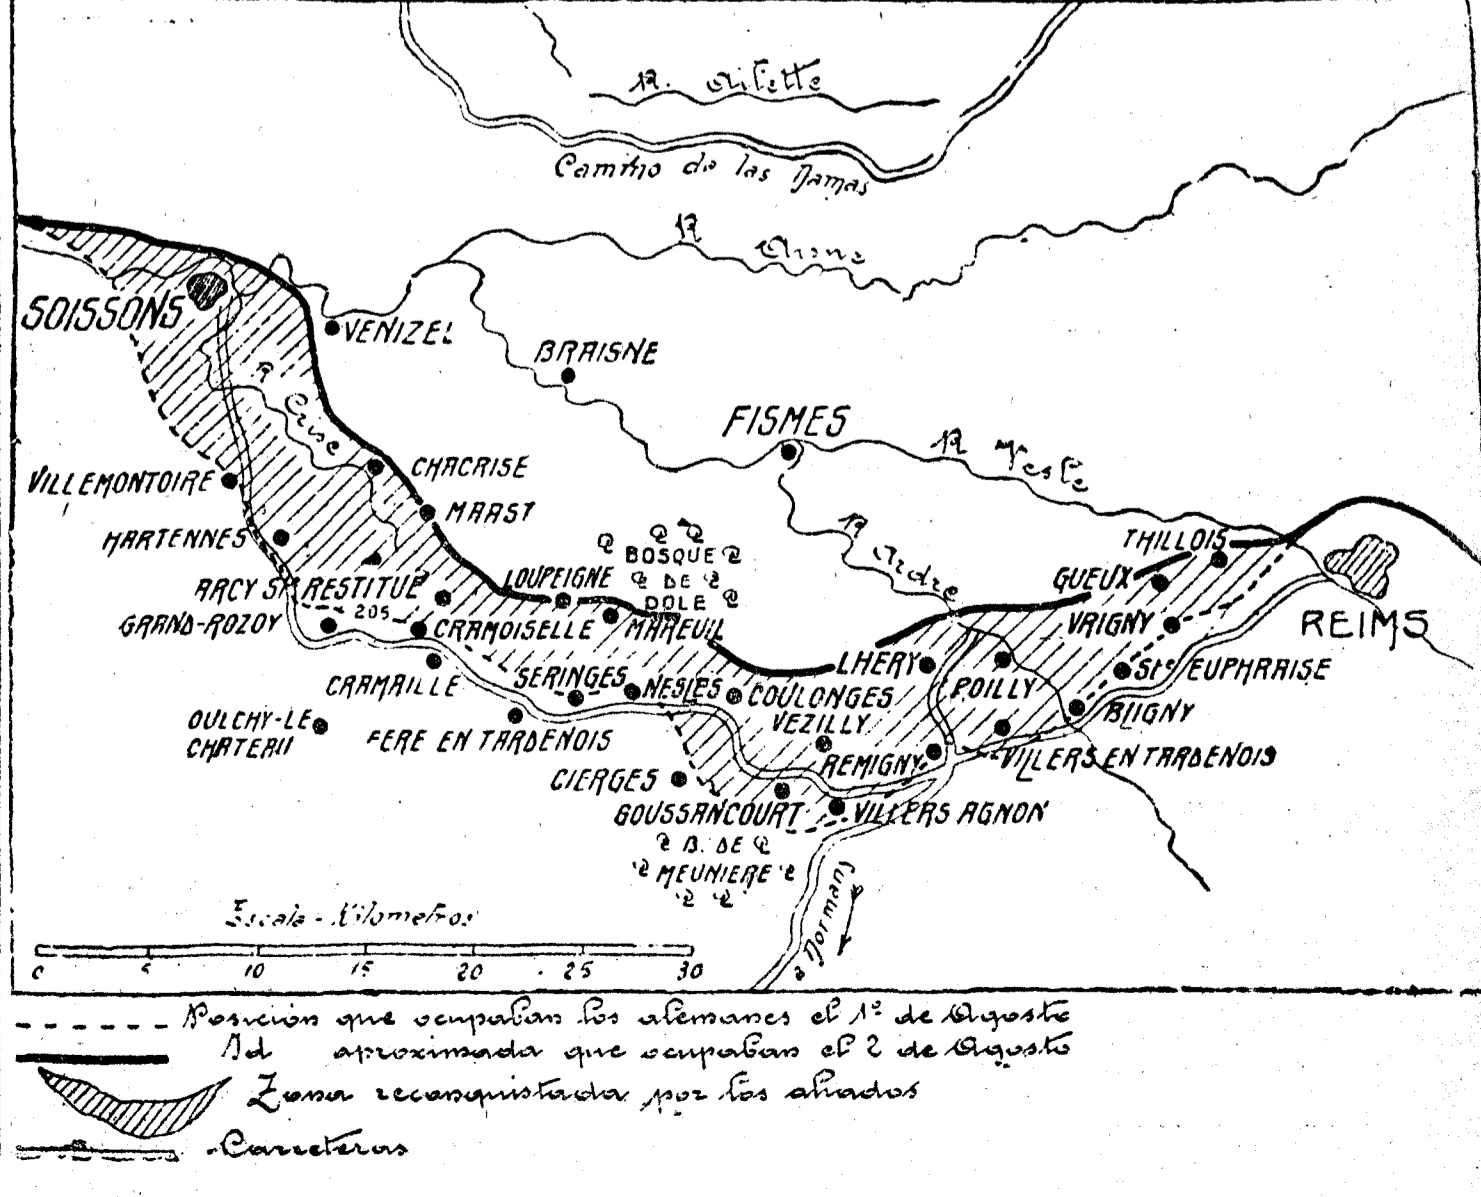 R. Ailette
Camino de las Damas
R Aisne
SOISSONS
VENIZEL
BRAISNE
R Crise
FISMES
R Vesle
VILLEMONTOIRE
CHACRISE
MAAST
HARTENNES
BOSQUE
DE
DOLE
R Ardre
THILLOIS
GUEUX
ARCY Sta RESTITUE
LOUPEIGNE
205
GRAND-ROZOY
CRAMOISELLE
MAREUIL
VRIGNY
REIMS
CRAMAILLE
SERINGES
NESLES
COULONGES
LHERY
POILLY
Ste EUPHRAISE
BLIGNY
OULCHY-LE
CHATEAU
FERE EN TARDENOIS
VEZILLY
REMIGNY
VILLERS EN TARDENOIS
CIERGES
GOUSSANCOURT
VILLERS AGNON
B. DE
MEUNIERE
a Dormans
Escala - Kilometros
0 5 10 15 20 25 30
Posición que ocupaban los alemanes el 1º de Agosto
Id aproximada que ocupaban el 2 de Agosto
Zona reconquistada por los aliados
Carreteras